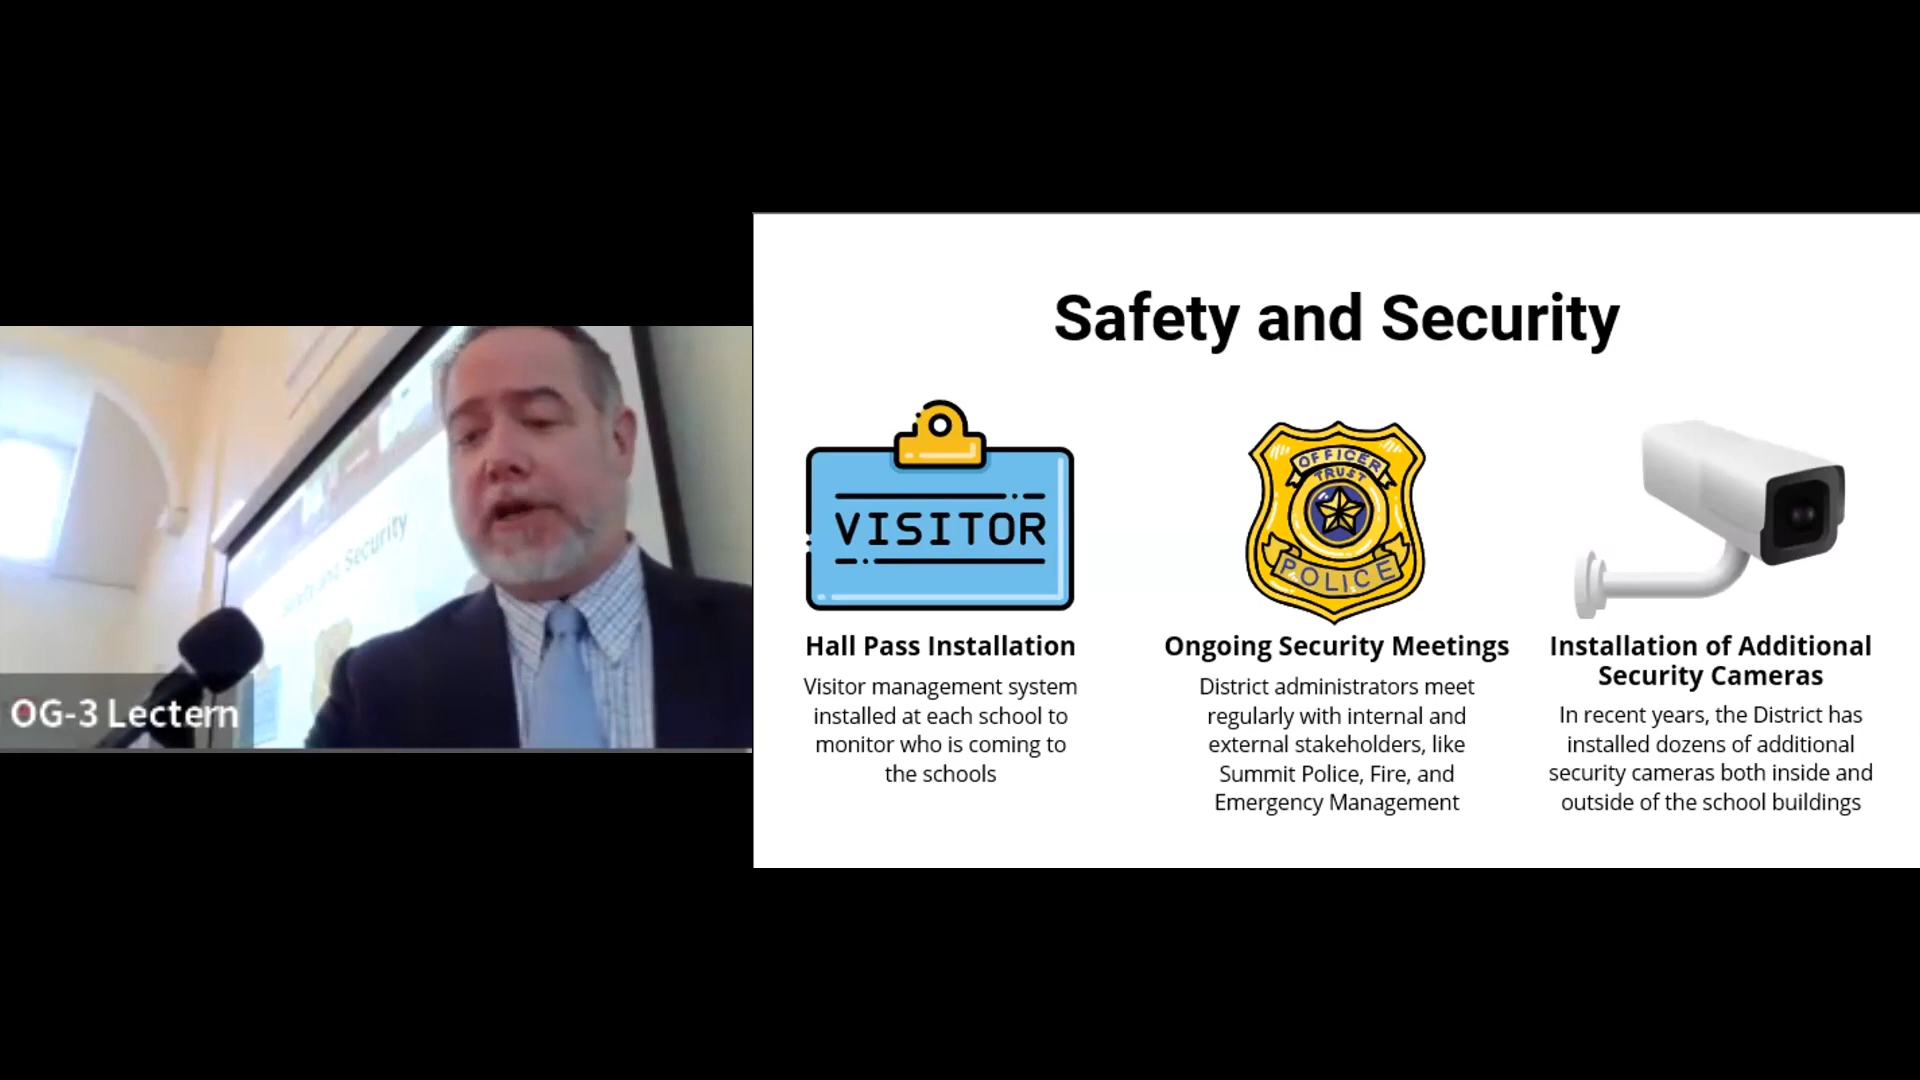 Safety and Security
VISITOR
OFFICER
TRUST
POLICE
Hall Pass Installation
Visitor management system
installed at each school to
monitor who is coming to
the schools
Ongoing Security Meetings
District administrators meet
regularly with internal and
external stakeholders, like
Summit Police, Fire, and
Emergency Management
Installation of Additional
Security Cameras
In recent years, the District has
installed dozens of additional
security cameras both inside and
outside of the school buildings
Safety and Security
OG-3 Lectern